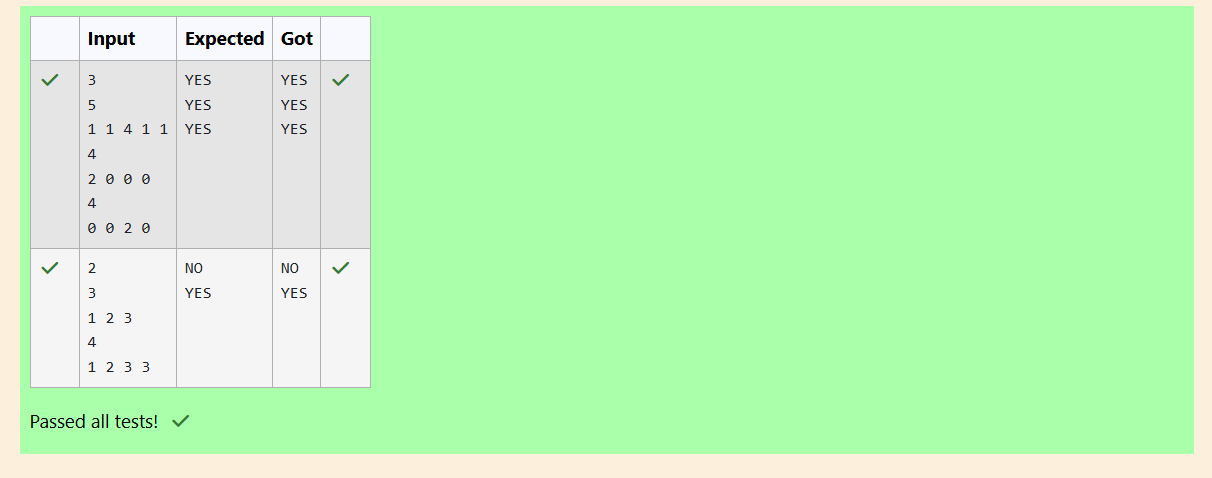 Input Expected Got
3 YES YES
5 YES YES
1 1 4 1 1 YES YES
4
2 0 0 0
4
0 0 2 0
2 NO NO
3 YES YES
1 2 3
4
1 2 3 3
Passed all tests!